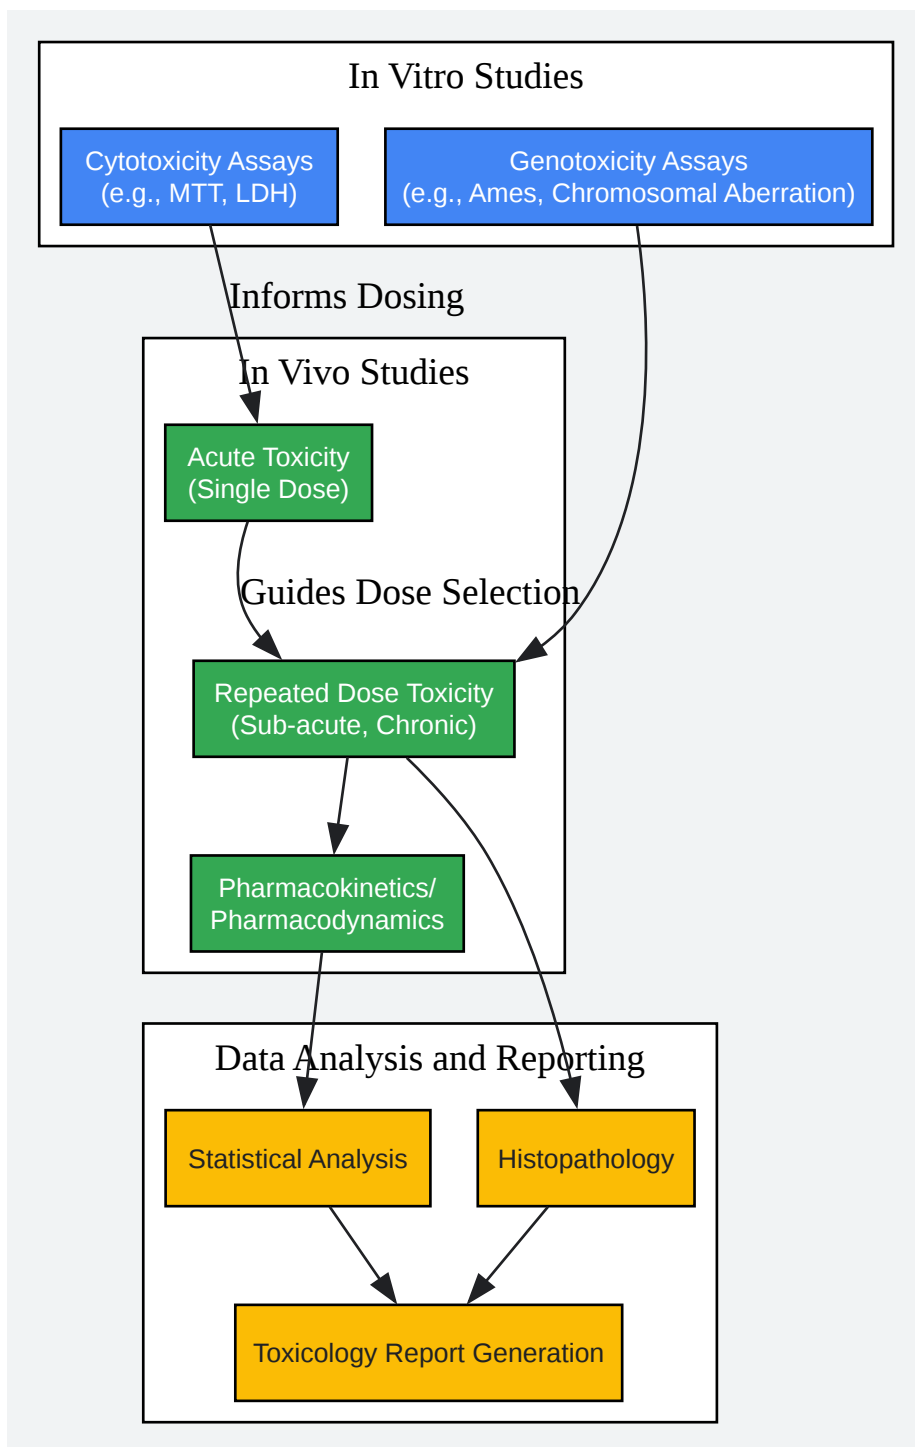 In Vitro Studies
Cytotoxicity Assays
(e.g., MTT, LDH)
Genotoxicity Assays
(e.g., Ames, Chromosomal Aberration)
Informs Dosing
In Vivo Studies
Acute Toxicity
(Single Dose)
Guides Dose Selection
Repeated Dose Toxicity
(Sub-acute, Chronic)
Pharmacokinetics/
Pharmacodynamics
Data Analysis and Reporting
Statistical Analysis
Histopathology
Toxicology Report Generation